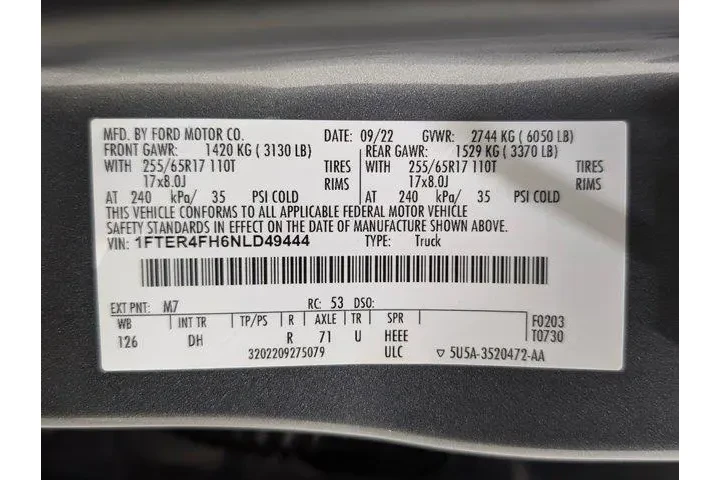 MFD. BY FORD MOTOR CO. DATE: 09/22 GVWR: 2744 KG ( 6050 LB)
FRONT GAWR: 1420 KG ( 3130 LB) REAR GAWR: 1529 KG ( 3370 LB)
WITH 255/65R17 110T TIRES WITH 255/65R17 110T TIRES
17x8.0J RIMS 17x8.0J RIMS
AT 240 kPa/ 35 PSI COLD AT 240 kPa/ 35 PSI COLD
THIS VEHICLE CONFORMS TO ALL APPLICABLE FEDERAL MOTOR VEHICLE
SAFETY STANDARDS IN EFFECT ON THE DATE OF MANUFACTURE SHOWN ABOVE.
VIN: 1FTER4FH6NLD49444 TYPE: Truck
EXT PNT: M7 RC: 53 DSO:
WB INT TR TP/PS R AXLE TR SPR F0203
126 DH R 71 U HEEE T0730
3202209275079 ULC ▽ 5U5A-3520472-AA